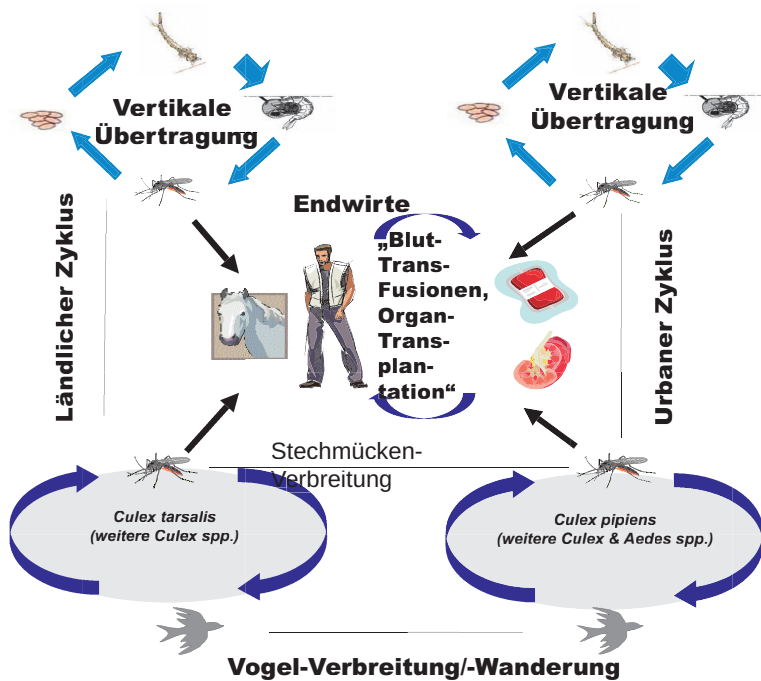 Vertikale
Übertragung
Vertikale
Übertragung
Ländlicher Zyklus
Endwirte
„Blut-
Trans-
Fusionen,
Organ-
Trans-
plan-
tation“
Urbaner Zyklus
Stechmücken-
Verbreitung
Culex tarsalis
(weitere Culex spp.)
Culex pipiens
(weitere Culex & Aedes spp.)
Vogel-Verbreitung/-Wanderung